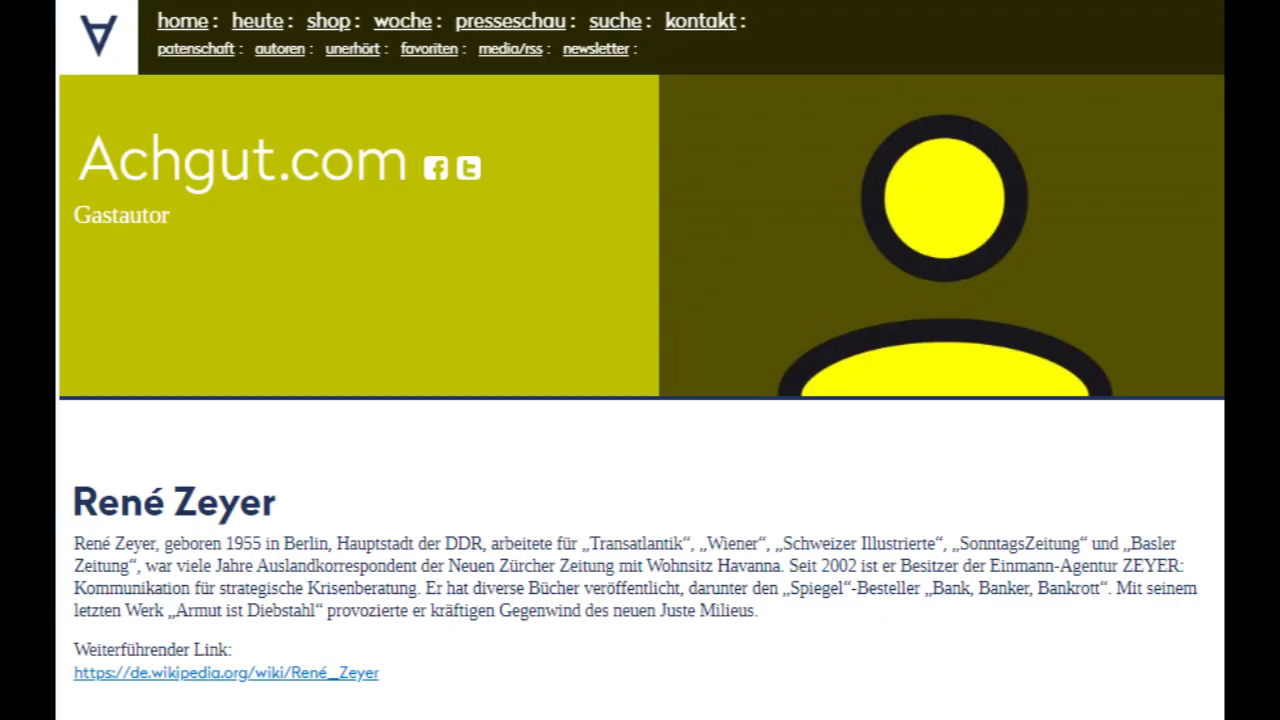 home : heute : shop : woche : presseschau : suche : kontakt :
patenschaft : autoren : unerhört : favoriten : media/rss : newsletter :
Achgut.com
Gastautor
René Zeyer
René Zeyer, geboren 1955 in Berlin, Hauptstadt der DDR, arbeitete für „Transatlantik“, „Wiener“, „Schweizer Illustrierte“, „SonntagsZeitung“ und „Basler
Zeitung“, war viele Jahre Auslandkorrespondent der Neuen Zürcher Zeitung mit Wohnsitz Havanna. Seit 2002 ist er Besitzer der Einmann-Agentur ZEYER:
Kommunikation für strategische Krisenberatung. Er hat diverse Bücher veröffentlicht, darunter den „Spiegel“-Besteller „Bank, Banker, Bankrott“. Mit seinem
letzten Werk „Armut ist Diebstahl“ provozierte er kräftigen Gegenwind des neuen Juste Milieus.
Weiterführender Link:
https://de.wikipedia.org/wiki/René_Zeyer